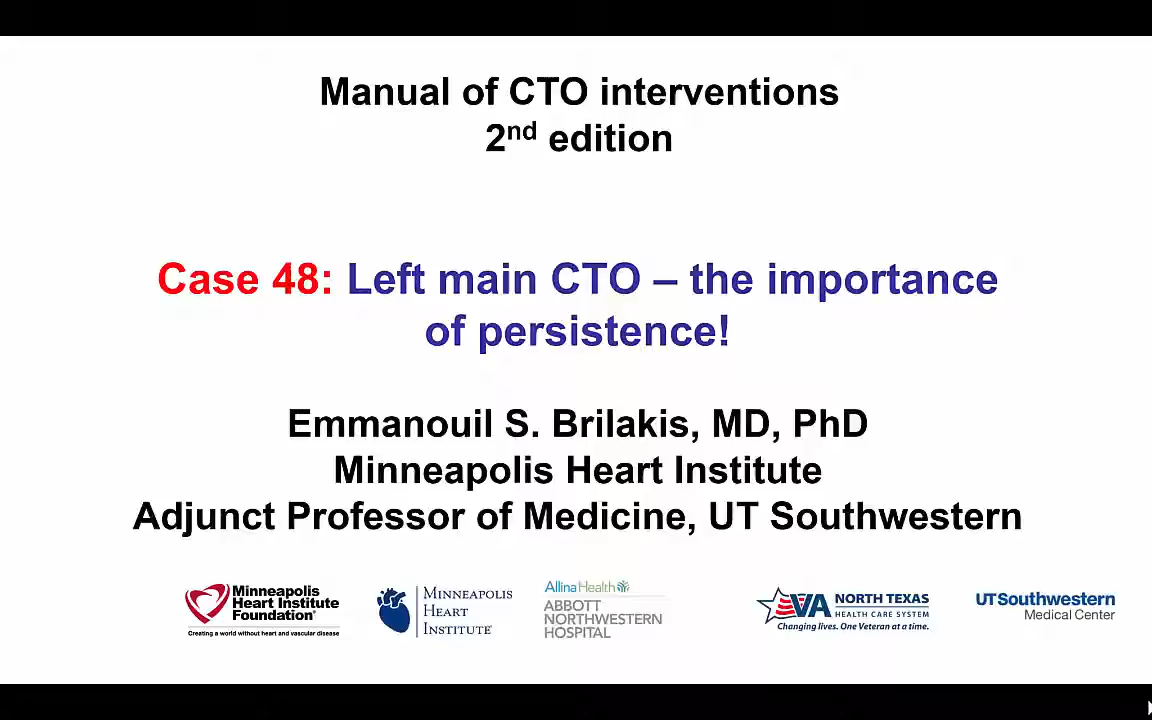 Manual of CTO interventions
2nd edition
Case 48: Left main CTO – the importance
of persistence!
Emmanouil S. Brilakis, MD, PhD
Minneapolis Heart Institute
Adjunct Professor of Medicine, UT Southwestern
Minneapolis
Heart Institute
Foundation®
Creating a world without heart and vascular disease
MINNEAPOLIS
HEART
INSTITUTE®
Allina Health
ABBOTT
NORTHWESTERN
HOSPITAL
VA NORTH TEXAS
HEALTH CARE SYSTEM
Changing lives. One Veteran at a time.
UTSouthwestern
Medical Center